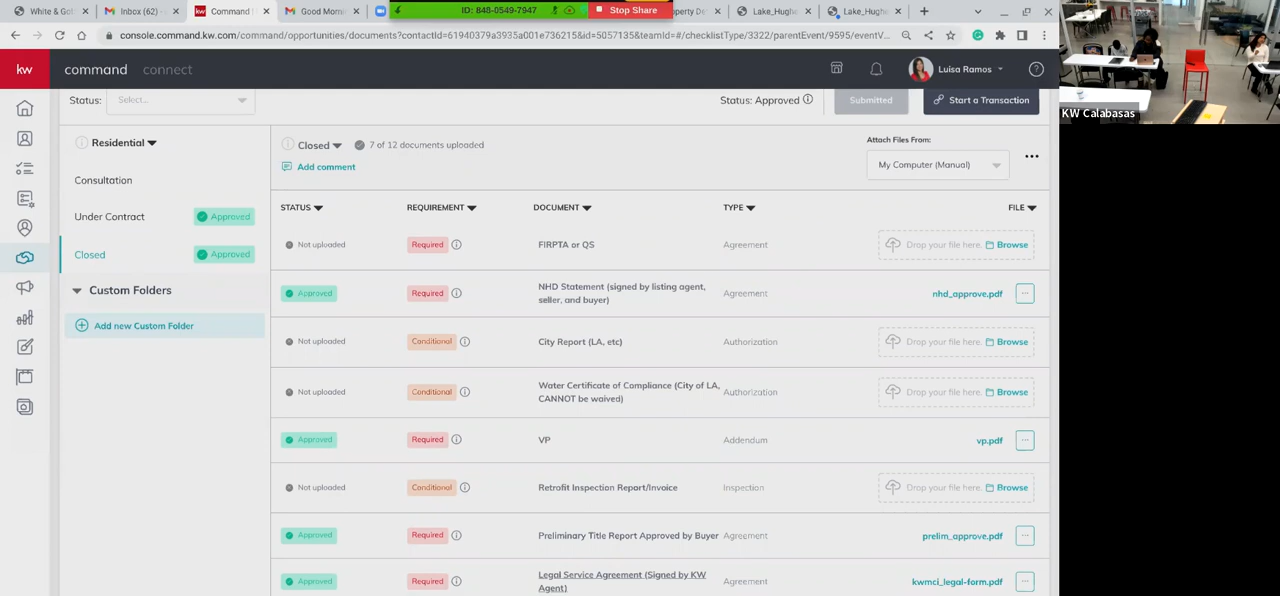 White & Got
Inbox (62) -
Command |
Good Morn
ID: 848-0549-7947
Stop Share
operty De
Lake_Hughe
Lake_Hughe
console.command.kw.com/command/opportunities/documents?contactId=61940379a3935a001e736215&id=5057135&teamId=#/checklistType/3322/parentEvent/9595/eventV...
kw
command
connect
Luisa Ramos
KW Calabasas
Status:
Select...
Status: Approved
Submitted
Start a Transaction
Residential
Consultation
Under Contract
Approved
Closed
Approved
Custom Folders
Add new Custom Folder
Closed
7 of 12 documents uploaded
Add comment
Attach Files From:
My Computer (Manual)
STATUS
REQUIREMENT
DOCUMENT
TYPE
FILE
Not uploaded
Required
FIRPTA or QS
Agreement
Drop your file here.
Browse
Approved
Required
NHD Statement (signed by listing agent,
seller, and buyer)
Agreement
nhd_approve.pdf
Not uploaded
Conditional
City Report (LA, etc)
Authorization
Drop your file here.
Browse
Not uploaded
Conditional
Water Certificate of Compliance (City of LA,
CANNOT be waived)
Authorization
Drop your file here.
Browse
Approved
Required
VP
Addendum
vp.pdf
Not uploaded
Conditional
Retrofit Inspection Report/Invoice
Inspection
Drop your file here.
Browse
Approved
Required
Preliminary Title Report Approved by Buyer
Agreement
prelim_approve.pdf
Approved
Required
Legal Service Agreement (Signed by KW
Agent)
Agreement
kwmci_legal-form.pdf